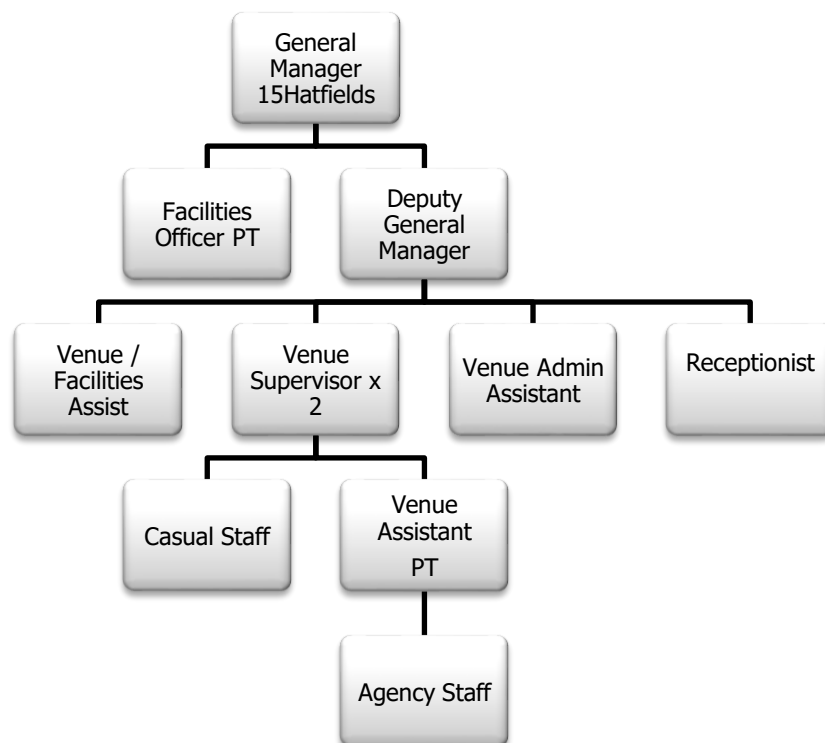 General
Manager
15Hatfields
Facilities
Officer PT
Deputy
General
Manager
Venue /
Facilities
Assist
Venue
Supervisor x
2
Venue Admin
Assistant
Receptionist
Casual Staff
Venue
Assistant
PT
Agency Staff